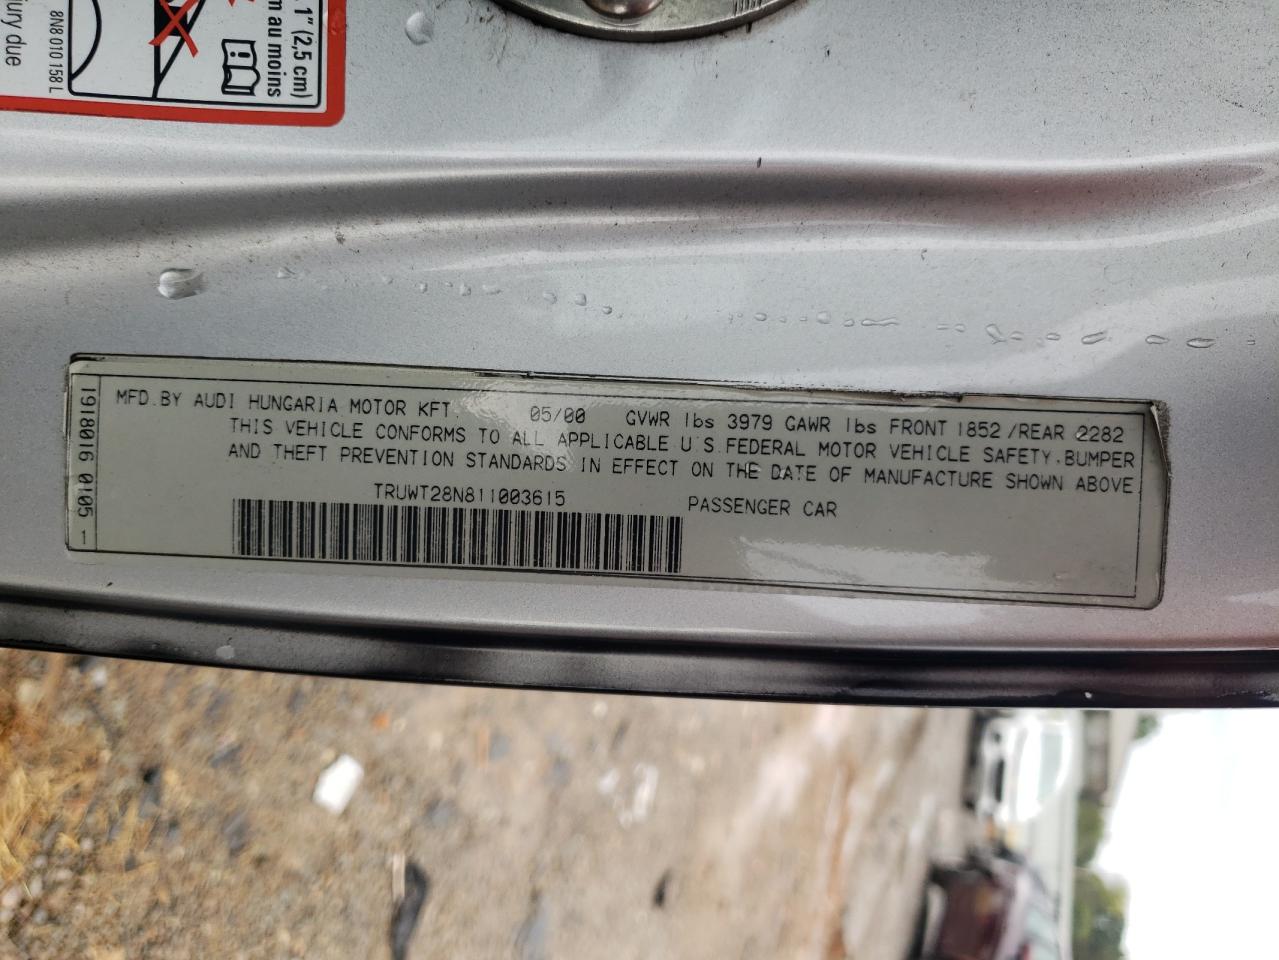 1" (2,5 cm)
m au moins
8N8 010 158 L
jury due
MFD.BY AUDI HUNGARIA MOTOR KFT. 05/00 GVWR lbs 3979 GAWR lbs FRONT 1852/REAR 2282
THIS VEHICLE CONFORMS TO ALL APPLICABLE U.S.FEDERAL MOTOR VEHICLE SAFETY.BUMPER
AND THEFT PREVENTION STANDARDS IN EFFECT ON THE DATE OF MANUFACTURE SHOWN ABOVE
TRUWT28N811003615 PASSENGER CAR
1918016 0105 1